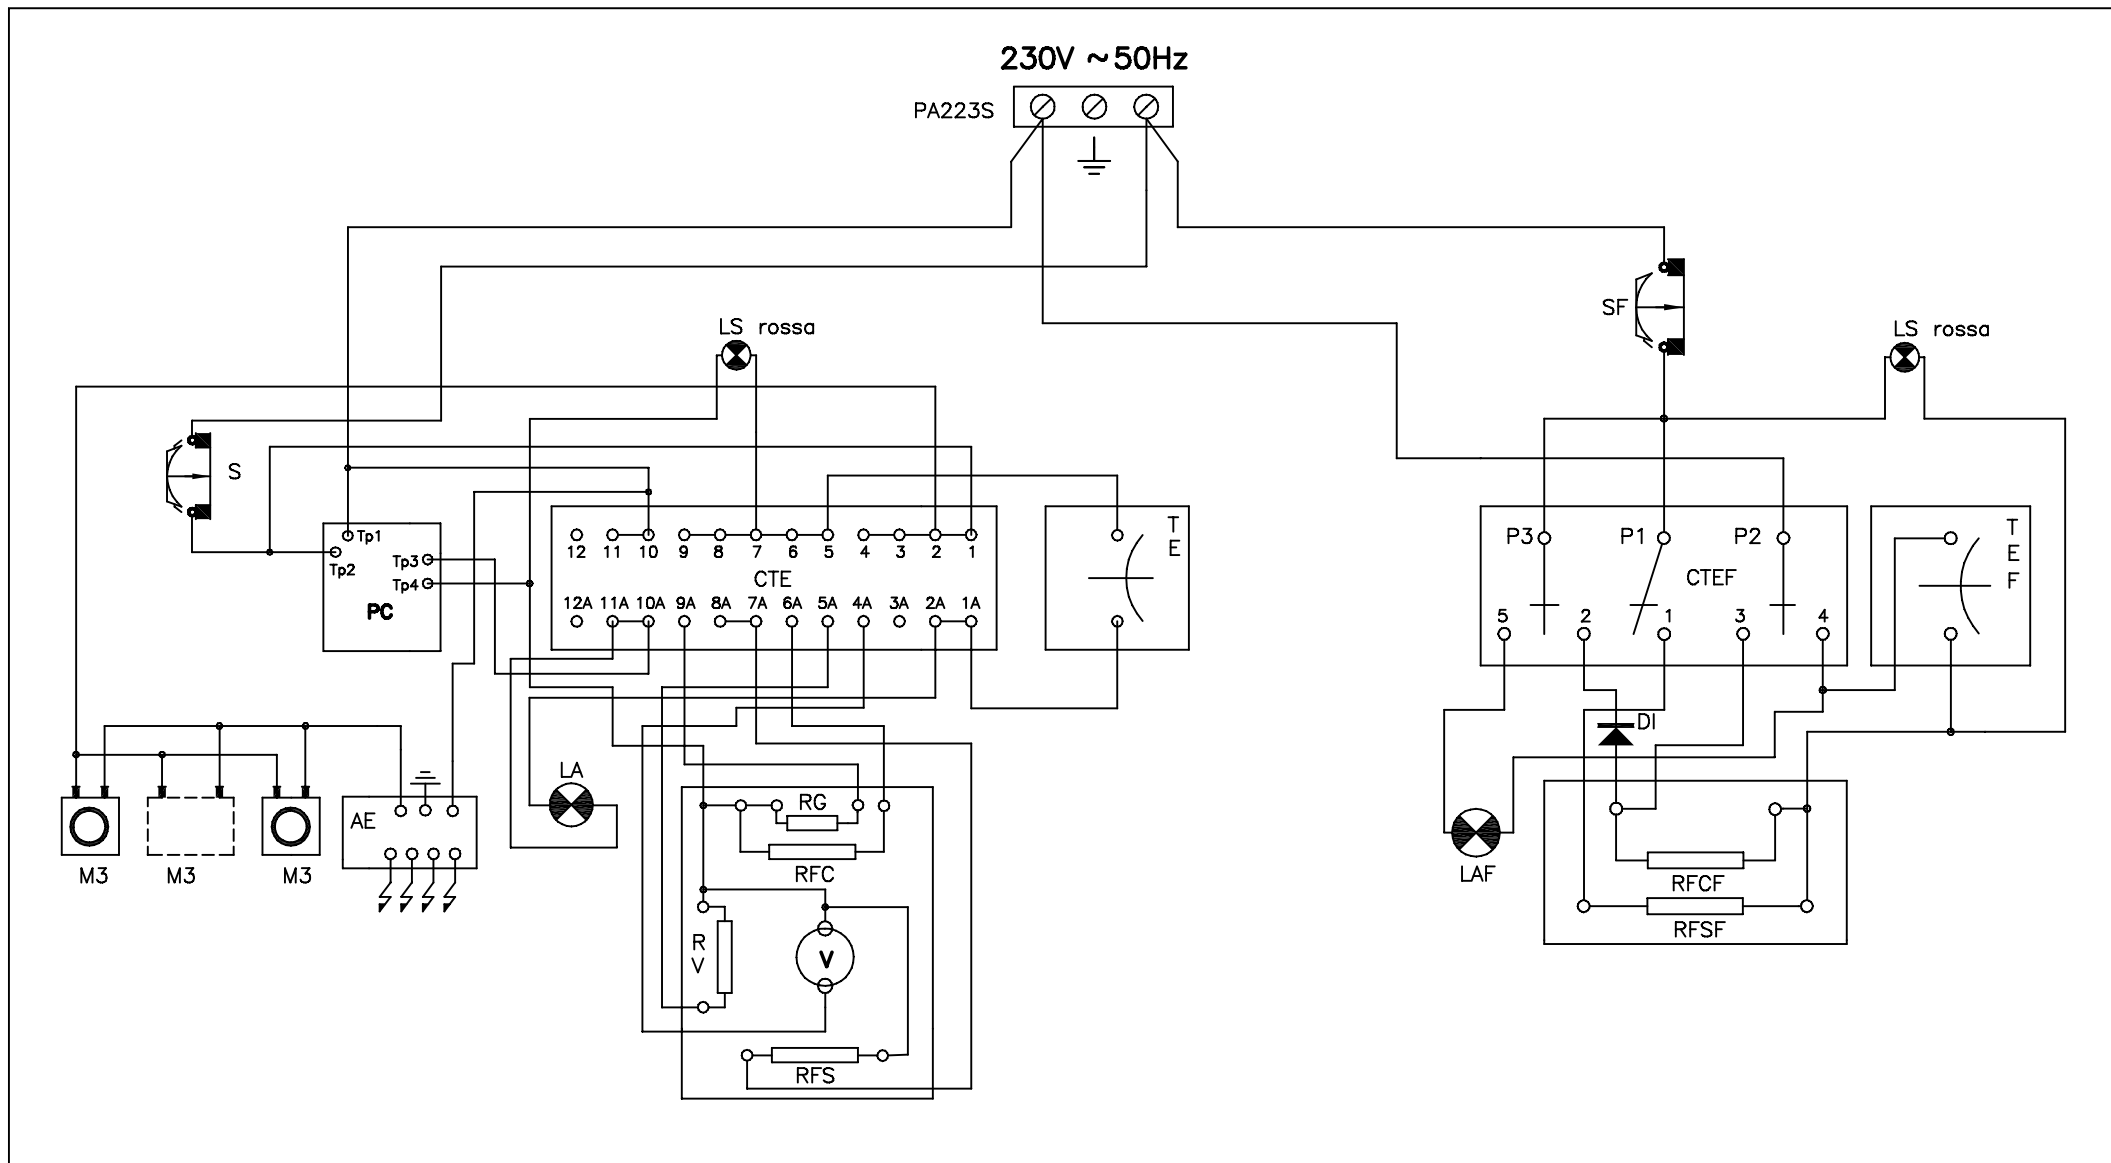 230V ~ 50Hz
PA223S
LS rossa
SF
LS rossa
S
Tp1
Tp2
Tp3
Tp4
PC
12 11 10 9 8 7 6 5 4 3 2 1
CTE
12A 11A 10A 9A 8A 7A 6A 5A 4A 3A 2A 1A
TE
P3 P1 P2
CTEF
5 2 1 3 4
TEF
DI
LA
AE
M3 M3 M3
RG
RFC
RV
V
RFS
LAF
RFCF
RFSF